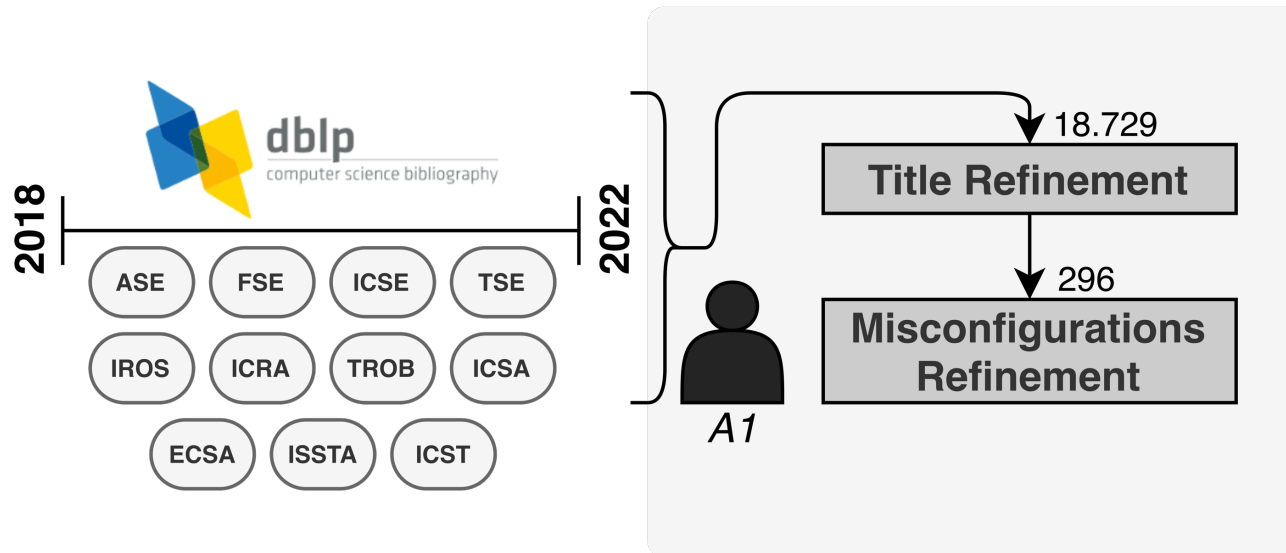 dblp
computer science bibliography
2018
2022
ASE
FSE
ICSE
TSE
IROS
ICRA
TROB
ICSA
ECSA
ISSTA
ICST
A1
18.729
Title Refinement
296
Misconfigurations
Refinement